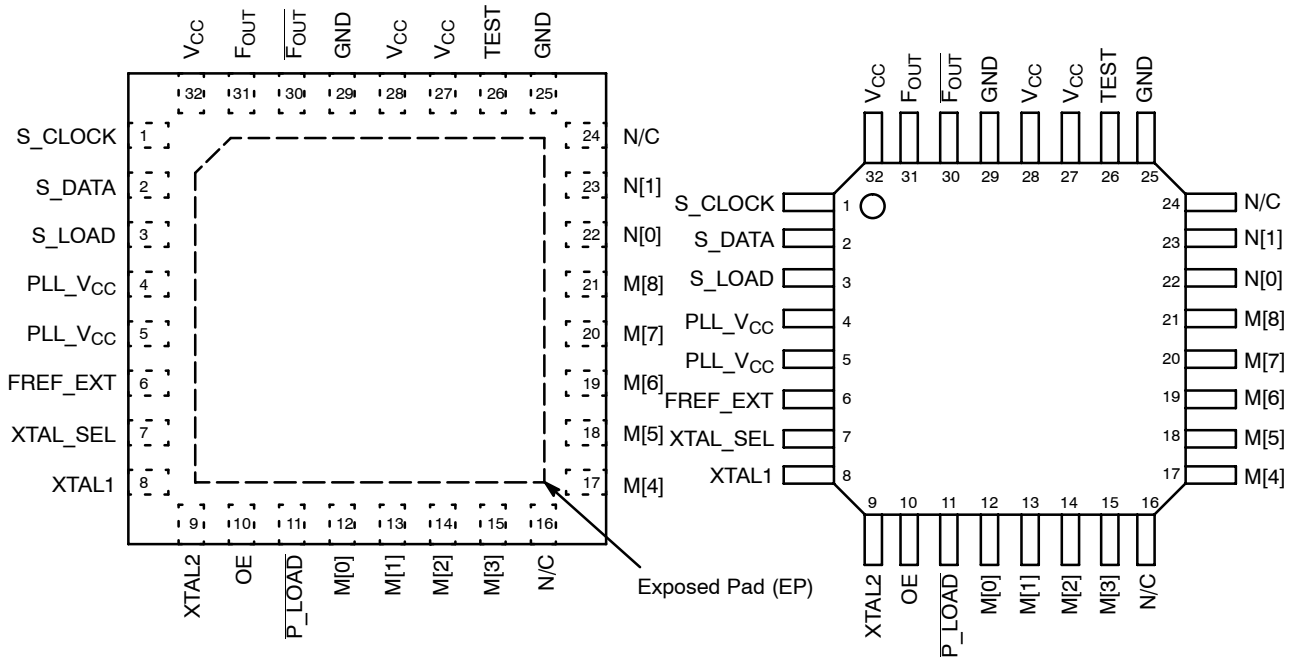 VCC FOUT FOUT GND VCC VCC TEST GND
32 31 30 29 28 27 26 25
S_CLOCK 1 24 N/C
S_DATA 2 23 N[1]
S_LOAD 3 22 N[0]
PLL_VCC 4 21 M[8]
PLL_VCC 5 20 M[7]
FREF_EXT 6 19 M[6]
XTAL_SEL 7 18 M[5]
XTAL1 8 17 M[4]
9 10 11 12 13 14 15 16
XTAL2 OE P_LOAD M[0] M[1] M[2] M[3] N/C
Exposed Pad (EP)
VCC FOUT FOUT GND VCC VCC TEST GND
32 31 30 29 28 27 26 25
S_CLOCK 1 24 N/C
S_DATA 2 23 N[1]
S_LOAD 3 22 N[0]
PLL_VCC 4 21 M[8]
PLL_VCC 5 20 M[7]
FREF_EXT 6 19 M[6]
XTAL_SEL 7 18 M[5]
XTAL1 8 17 M[4]
9 10 11 12 13 14 15 16
XTAL2 OE P_LOAD M[0] M[1] M[2] M[3] N/C